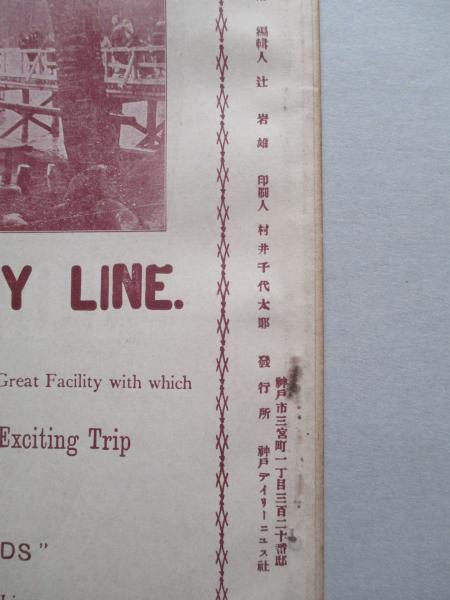 Y LINE.
Great Facility with which
Exciting Trip
DS"
編輯人 辻 岩雄 印刷人 村井千代太郎 發行所 神戸デイリーニュース社
神戸市三宮町一丁目三百二十番邸